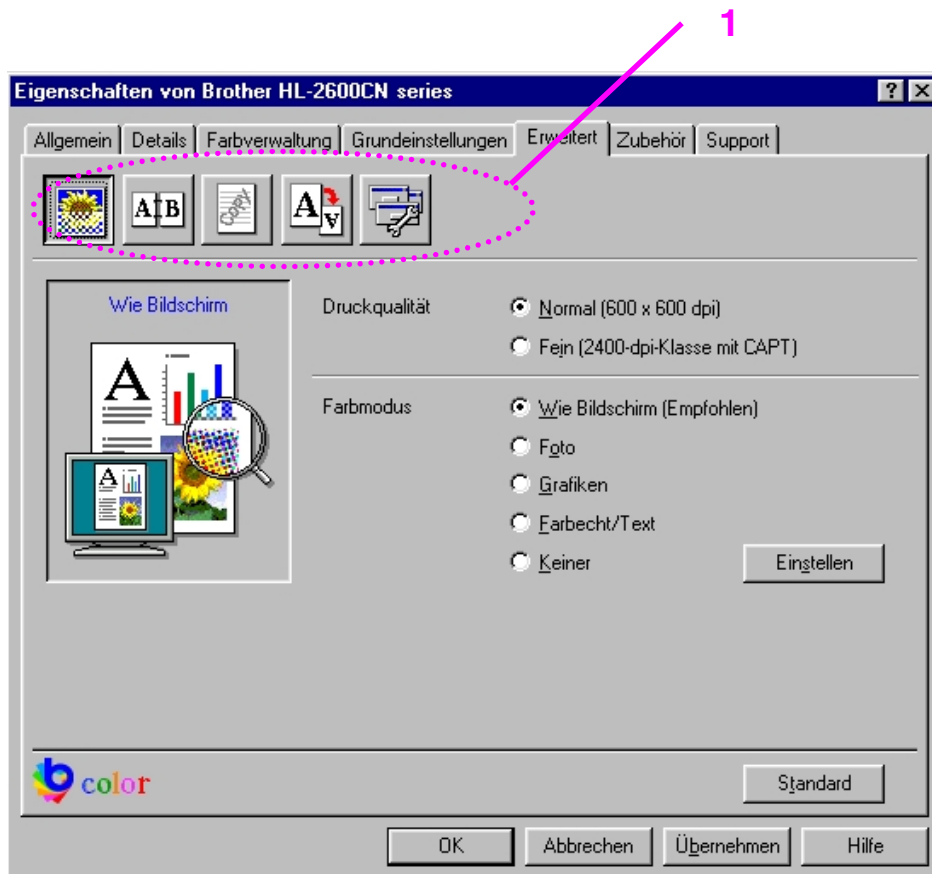 1
Eigenschaften von Brother HL-2600CN series
Allgemein Details Farbverwaltung Grundeinstellungen Erweitert Zubehör Support
A B COPY A A
Wie Bildschirm
Druckqualität Normal (600 x 600 dpi)
Fein (2400-dpi-Klasse mit CAPT)
Farbmodus Wie Bildschirm (Empfohlen)
Foto
Grafiken
Farbecht/Text
Keiner Einstellen
A
A
color Standard
OK Abbrechen Übernehmen Hilfe